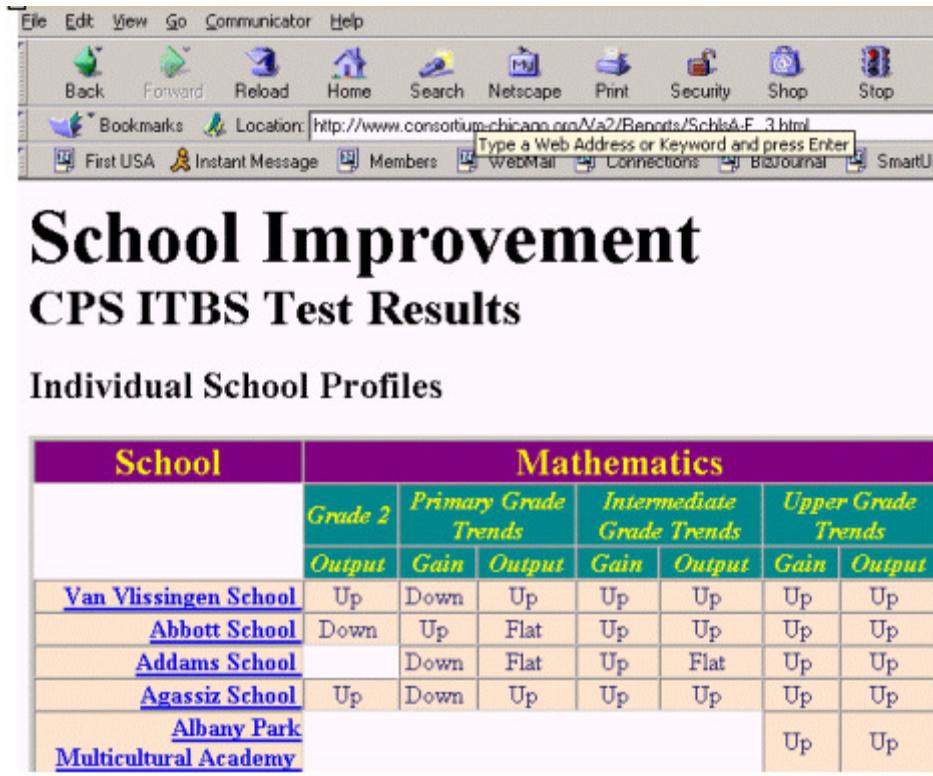 File Edit View Go Communicator Help
Back Forward Reload Home Search Netscape Print Security Shop Stop
Bookmarks Location: http://www.consortium-chicago.org/Va2/Reports/SchlsA-F_3.html
Type a Web Address or Keyword and press Enter
First USA Instant Message Members WebMail Connections BizJournal SmartU
School Improvement
CPS ITBS Test Results
Individual School Profiles
School Mathematics
Grade 2 Primary Grade Trends Intermediate Grade Trends Upper Grade Trends
Output Gain Output Gain Output Gain Output
Van Vlissingen School Up Down Up Up Up Up Up
Abbott School Down Up Flat Up Up Up Up
Addams School Down Flat Up Flat Up Up
Agassiz School Up Down Up Up Up Up Up
Albany Park
Multicultural Academy Up Up